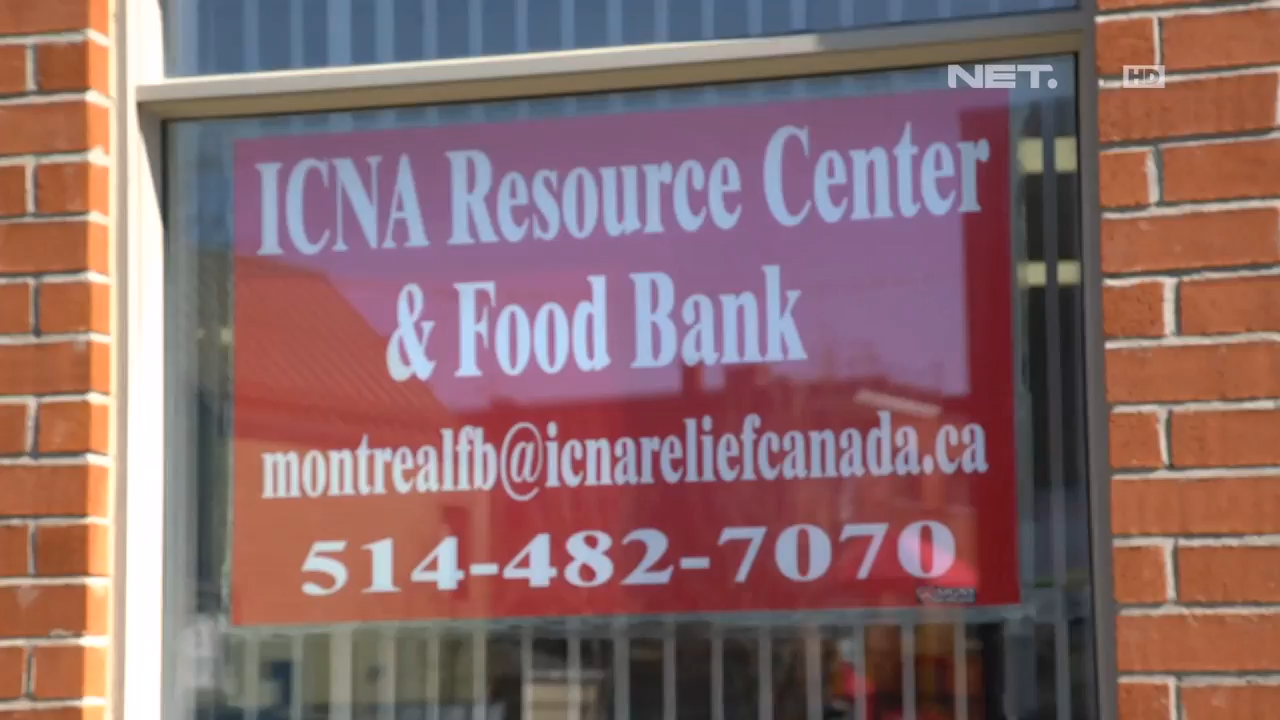 NET. HD
ICNA Resource Center
& Food Bank
montrealfb@icnareliefcanada.ca
514-482-7070